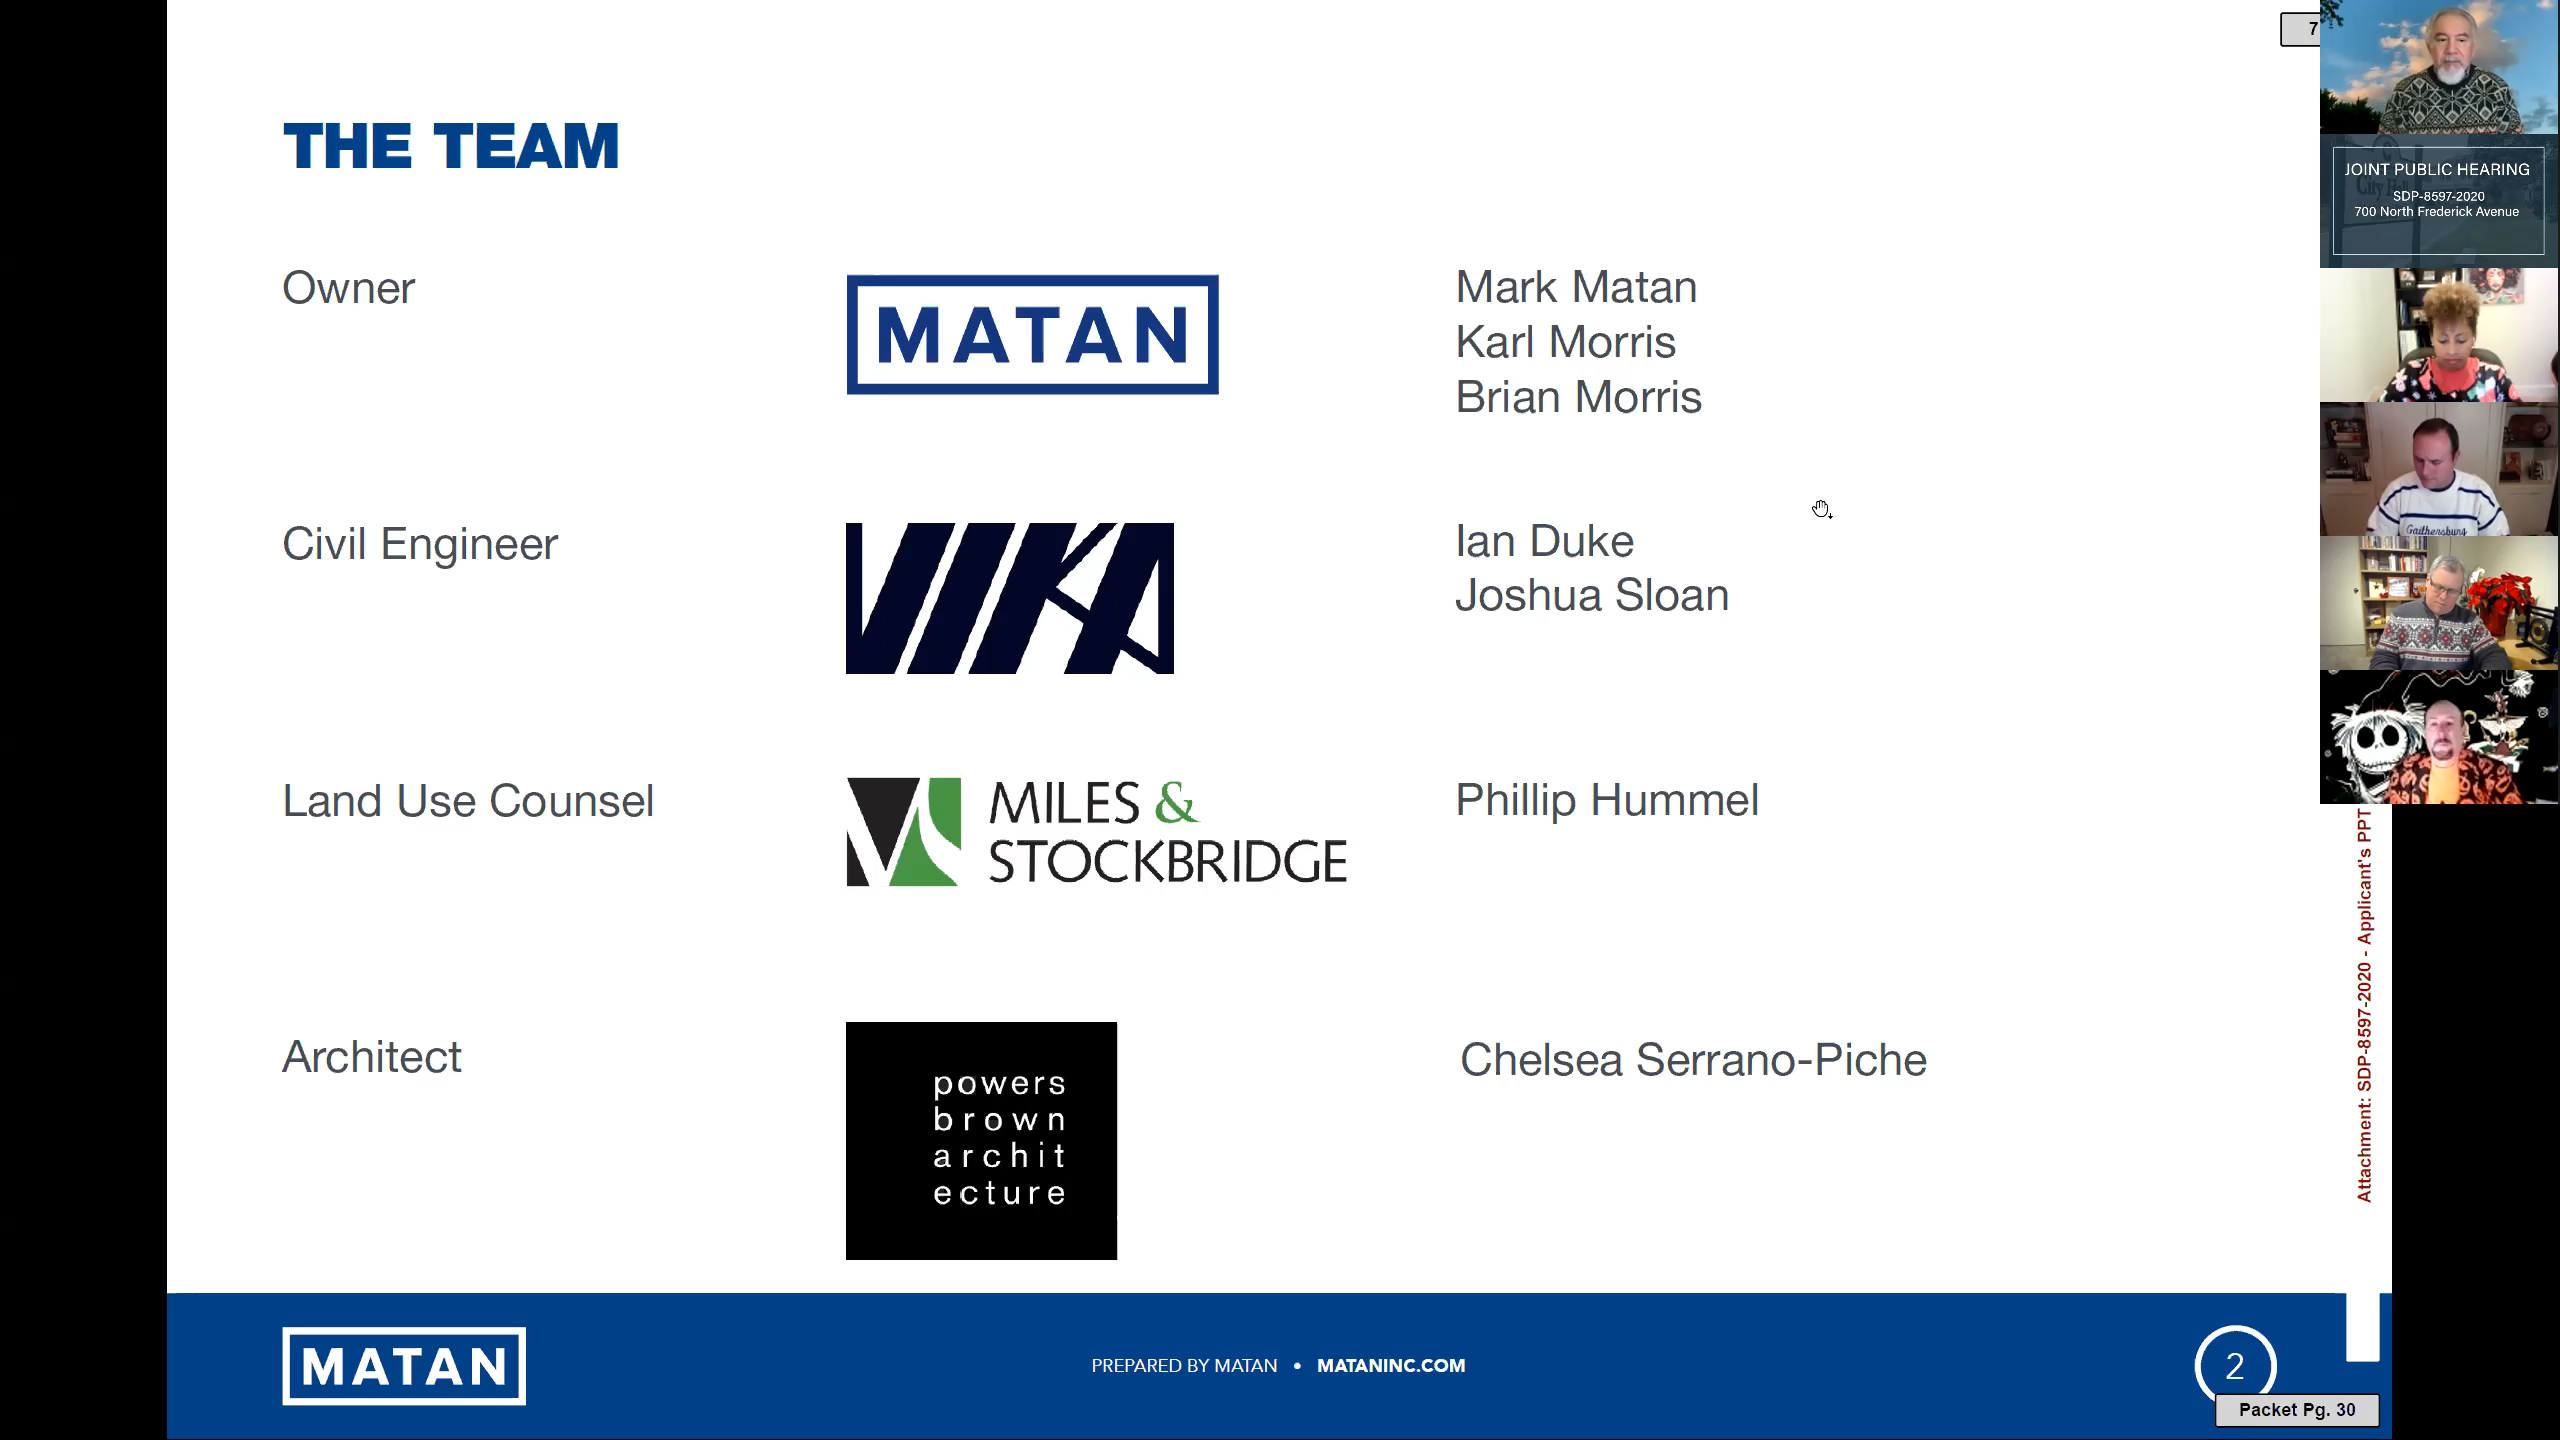 7
THE TEAM
Owner
MATAN
Mark Matan
Karl Morris
Brian Morris
Civil Engineer
VIKA
Ian Duke
Joshua Sloan
Land Use Counsel
MILES &
STOCKBRIDGE
Phillip Hummel
Architect
powers
brown
archit
ecture
Chelsea Serrano-Piche
MATAN
PREPARED BY MATAN • MATANINC.COM
2
Packet Pg. 30
Attachment: SDP-8597-2020 - Applicant's PPT
JOINT PUBLIC HEARING
SDP-8597-2020
700 North Frederick Avenue
Gaithersburg